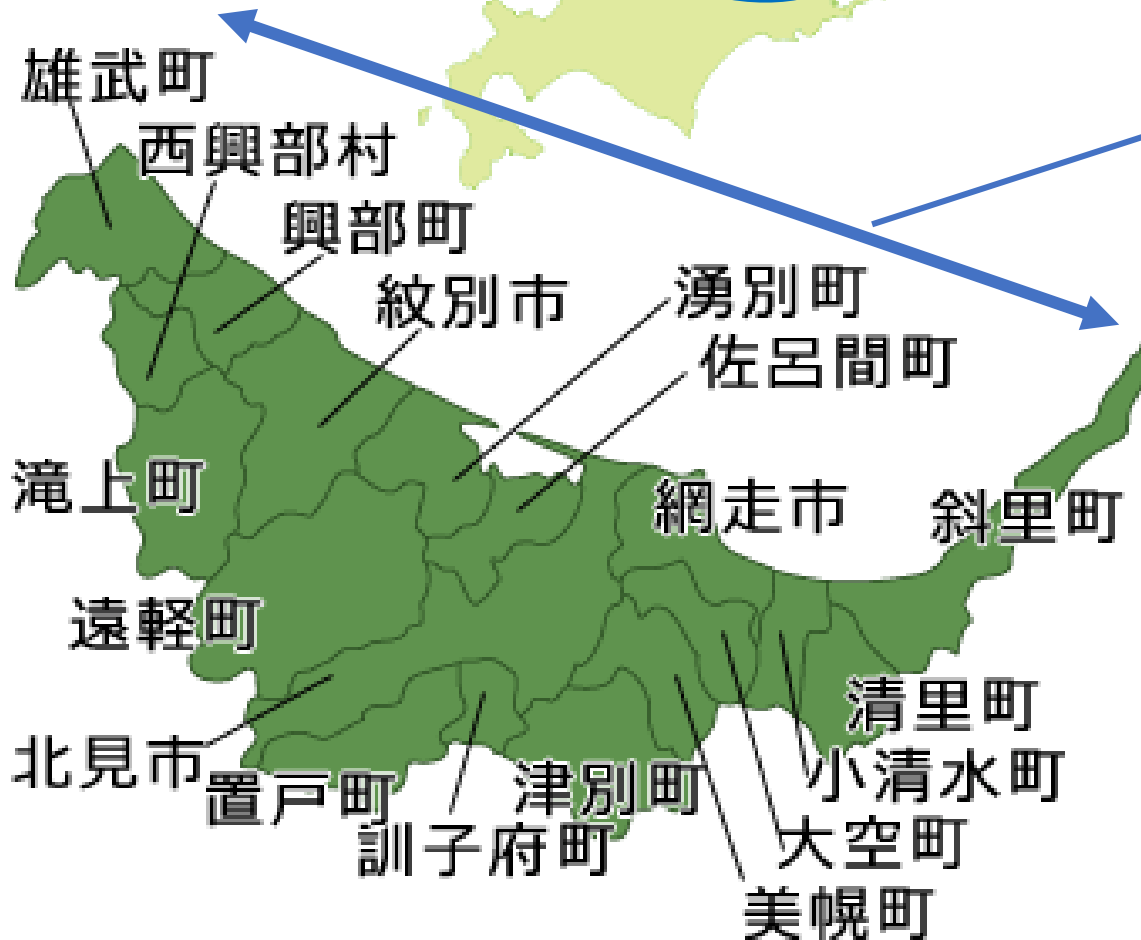 雄武町
西興部村
興部町
紋別市
湧別町
佐呂間町
滝上町
網走市
斜里町
遠軽町
清里町
北見市
置戸町
津別町
小清水町
訓子府町
大空町
美幌町